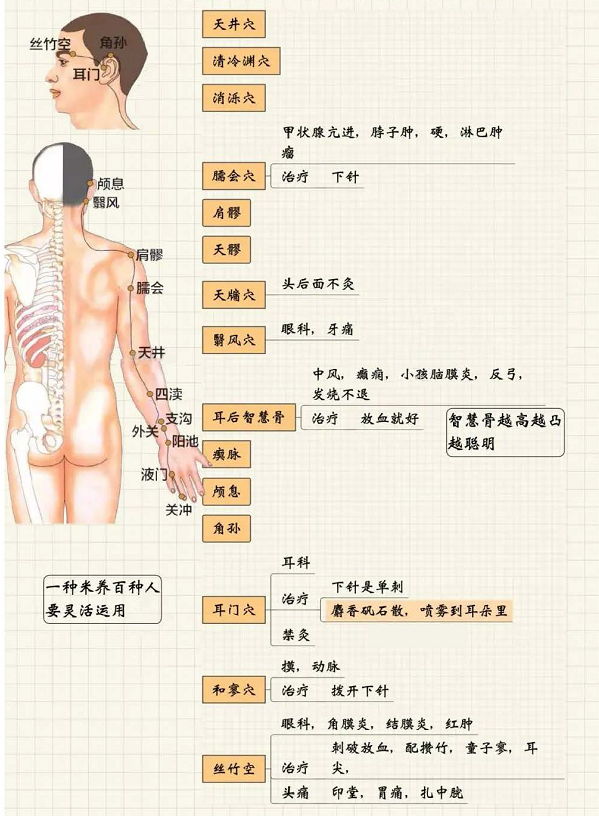 丝竹空
角孙
耳门
颅息
翳风
肩髎
臑会
天井
四渎
支沟
外关
阳池
液门
关冲
天井穴
清冷渊穴
消泺穴
甲状腺亢进，脖子肿，硬，淋巴肿
瘤
臑会穴
治疗
下针
肩髎
天髎
天牖穴
头后面不灸
翳风穴
眼科，牙痛
中风，癫痫，小孩脑膜炎，反弓，
发烧不退
耳后智慧骨
治疗
放血就好
智慧骨越高越凸
越聪明
瘈脉
颅息
角孙
一种米养百种人
要灵活运用
耳门穴
耳科
治疗
下针是单刺
麝香矾石散，喷雾到耳朵里
禁灸
和寥穴
摸，动脉
治疗
拨开下针
丝竹空
眼科，角膜炎，结膜炎，红肿
治疗
刺破放血，配攒竹，童子寥，耳
尖，
头痛
印堂，胃痛，扎中脘